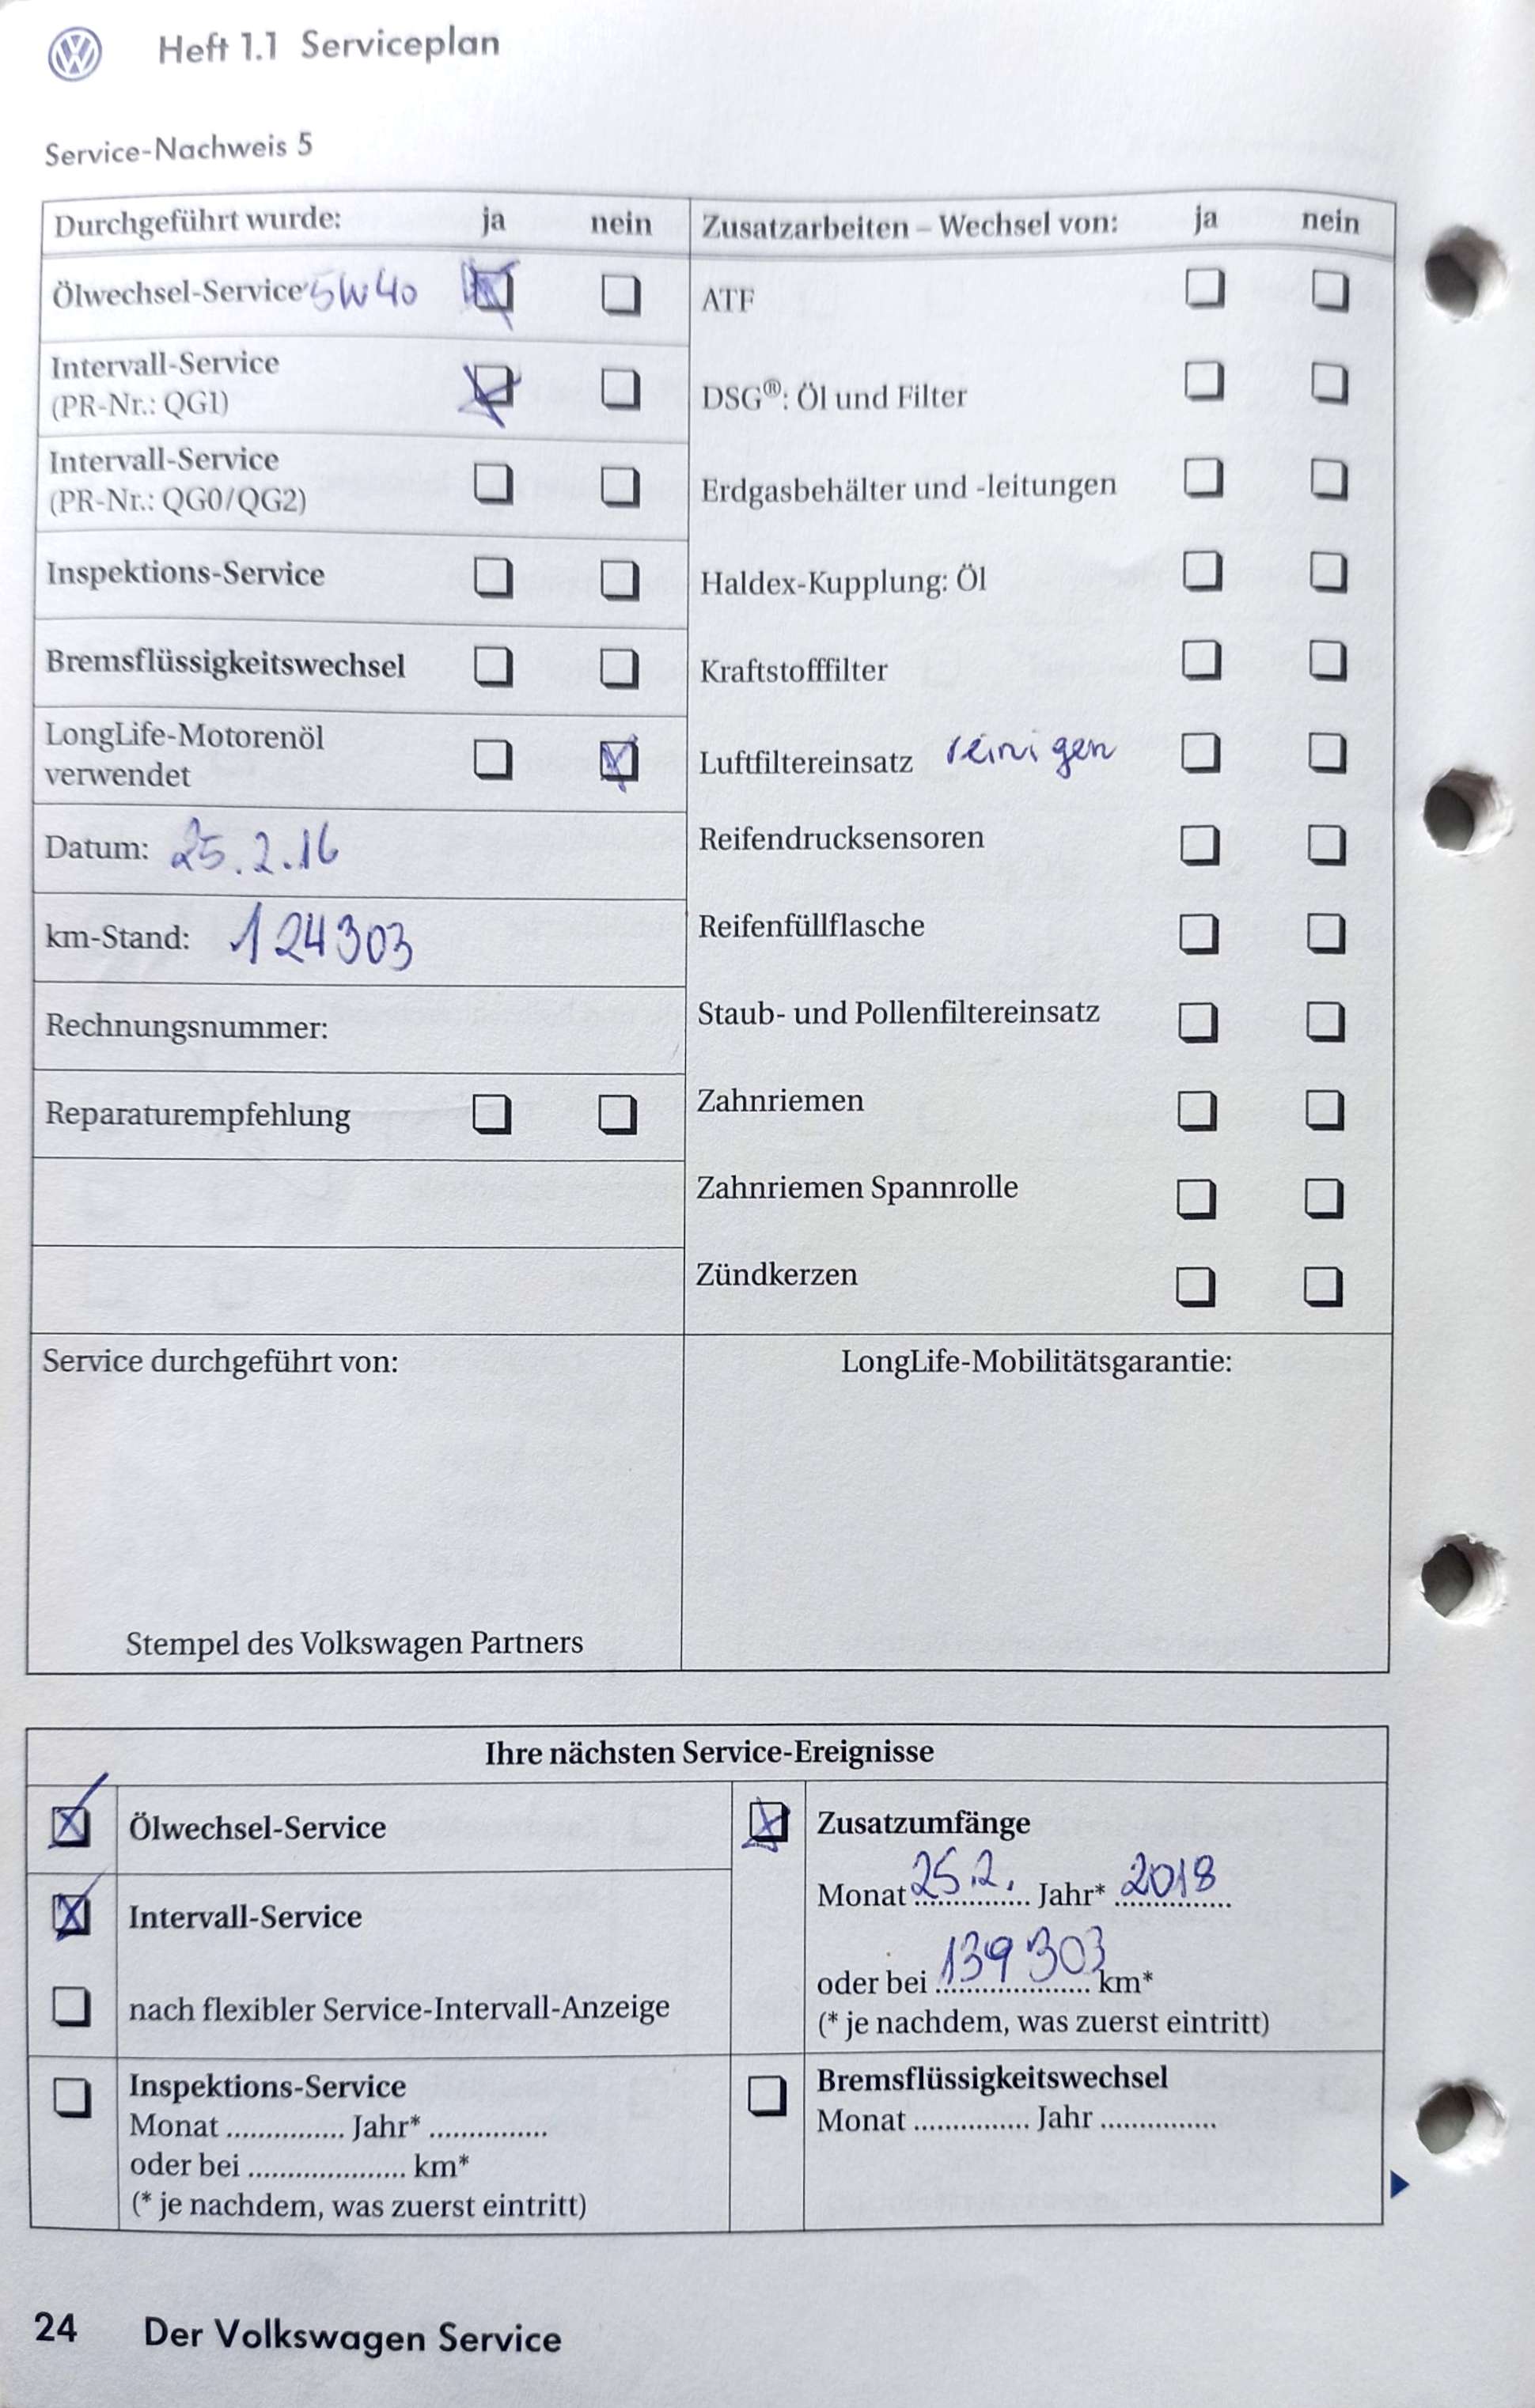 Heft 1.1 Serviceplan
Service-Nachweis 5
Durchgeführt wurde: ja nein
Ölwechsel-Service 5W40
Intervall-Service
(PR-Nr.: QG1)
Intervall-Service
(PR-Nr.: QG0/QG2)
Inspektions-Service
Bremsflüssigkeitswechsel
LongLife-Motorenöl
verwendet
Datum: 25.2.16
km-Stand: 124303
Rechnungsnummer:
Reparaturempfehlung
Zusatzarbeiten – Wechsel von: ja nein
ATF
DSG®: Öl und Filter
Erdgasbehälter und -leitungen
Haldex-Kupplung: Öl
Kraftstofffilter
Luftfiltereinsatz reinigen
Reifendrucksensoren
Reifenfüllflasche
Staub- und Pollenfiltereinsatz
Zahnriemen
Zahnriemen Spannrolle
Zündkerzen
Service durchgeführt von:
Stempel des Volkswagen Partners
LongLife-Mobilitätsgarantie:
Ihre nächsten Service-Ereignisse
Ölwechsel-Service
Intervall-Service
nach flexibler Service-Intervall-Anzeige
Zusatzumfänge
Monat 25.2. Jahr* 2018
oder bei 139303 km*
(* je nachdem, was zuerst eintritt)
Inspektions-Service
Monat ............... Jahr* ...............
oder bei .................... km*
(* je nachdem, was zuerst eintritt)
Bremsflüssigkeitswechsel
Monat ............... Jahr ...............
24 Der Volkswagen Service